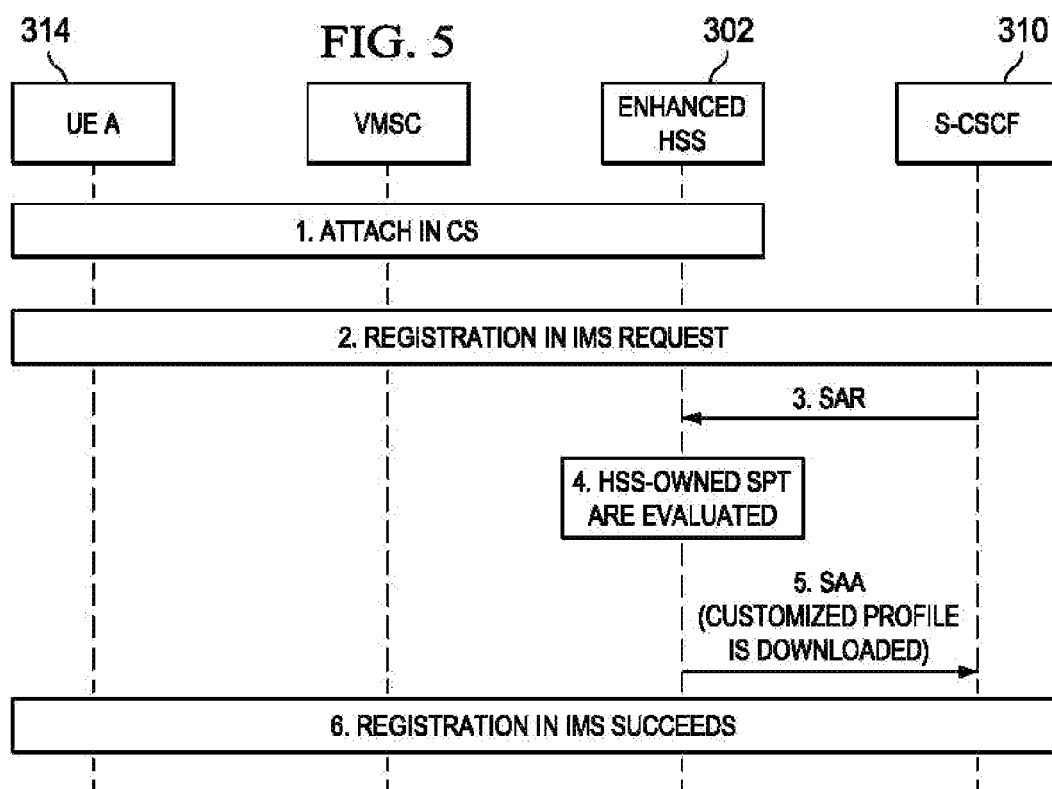 314
FIG. 5
302
310
UE A
VMSC
ENHANCED
HSS
S-CSCF
1. ATTACH IN CS
2. REGISTRATION IN IMS REQUEST
3. SAR
4. HSS-OWNED SPT
ARE EVALUATED
5. SAA
(CUSTOMIZED PROFILE
IS DOWNLOADED)
6. REGISTRATION IN IMS SUCCEEDS